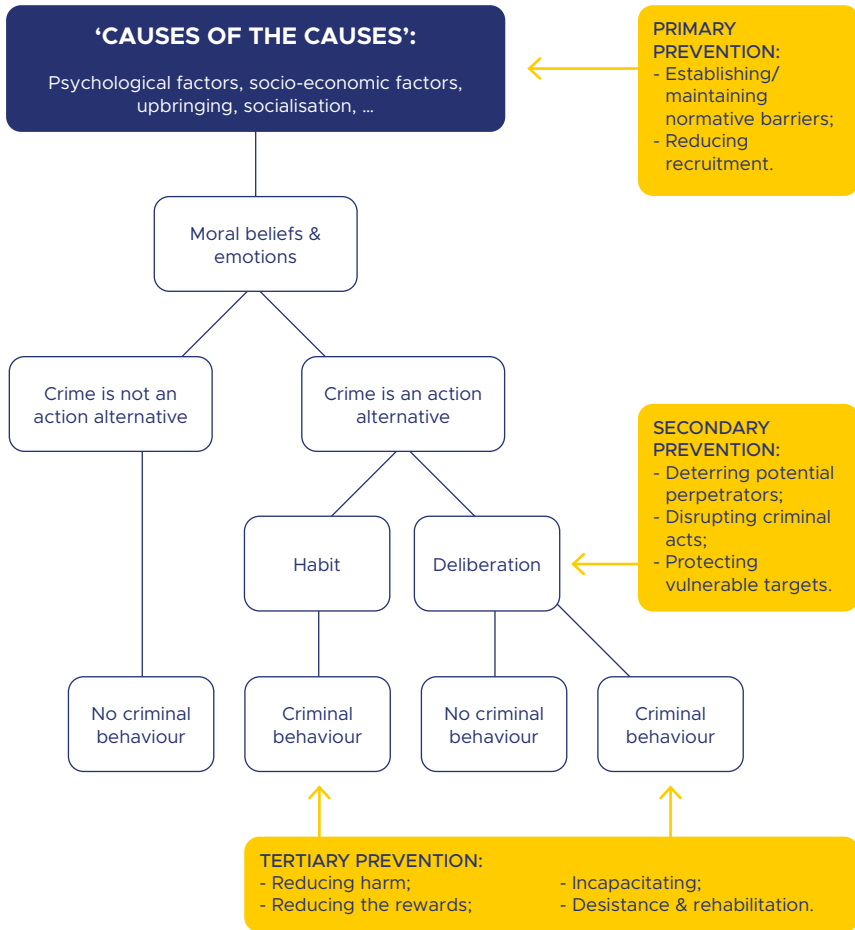 ‘CAUSES OF THE CAUSES’:
Psychological factors, socio-economic factors,
upbringing, socialisation, ...
PRIMARY
PREVENTION:
- Establishing/
maintaining
normative barriers;
- Reducing
recruitment.
Moral beliefs &
emotions
Crime is not an
action alternative
Crime is an action
alternative
SECONDARY
PREVENTION:
- Deterring potential
perpetrators;
- Disrupting criminal
acts;
- Protecting
vulnerable targets.
Habit
Deliberation
No criminal
behaviour
Criminal
behaviour
No criminal
behaviour
Criminal
behaviour
TERTIARY PREVENTION:
- Reducing harm;
- Reducing the rewards;
- Incapacitating;
- Desistance & rehabilitation.